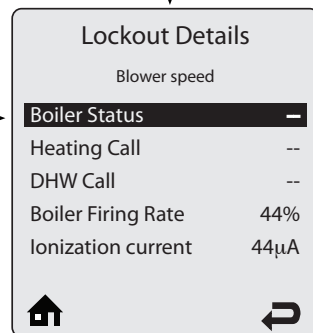 Lockout Details
Blower speed
Boiler Status –
Heating Call --
DHW Call --
Boiler Firing Rate 44%
Ionization current 44μA